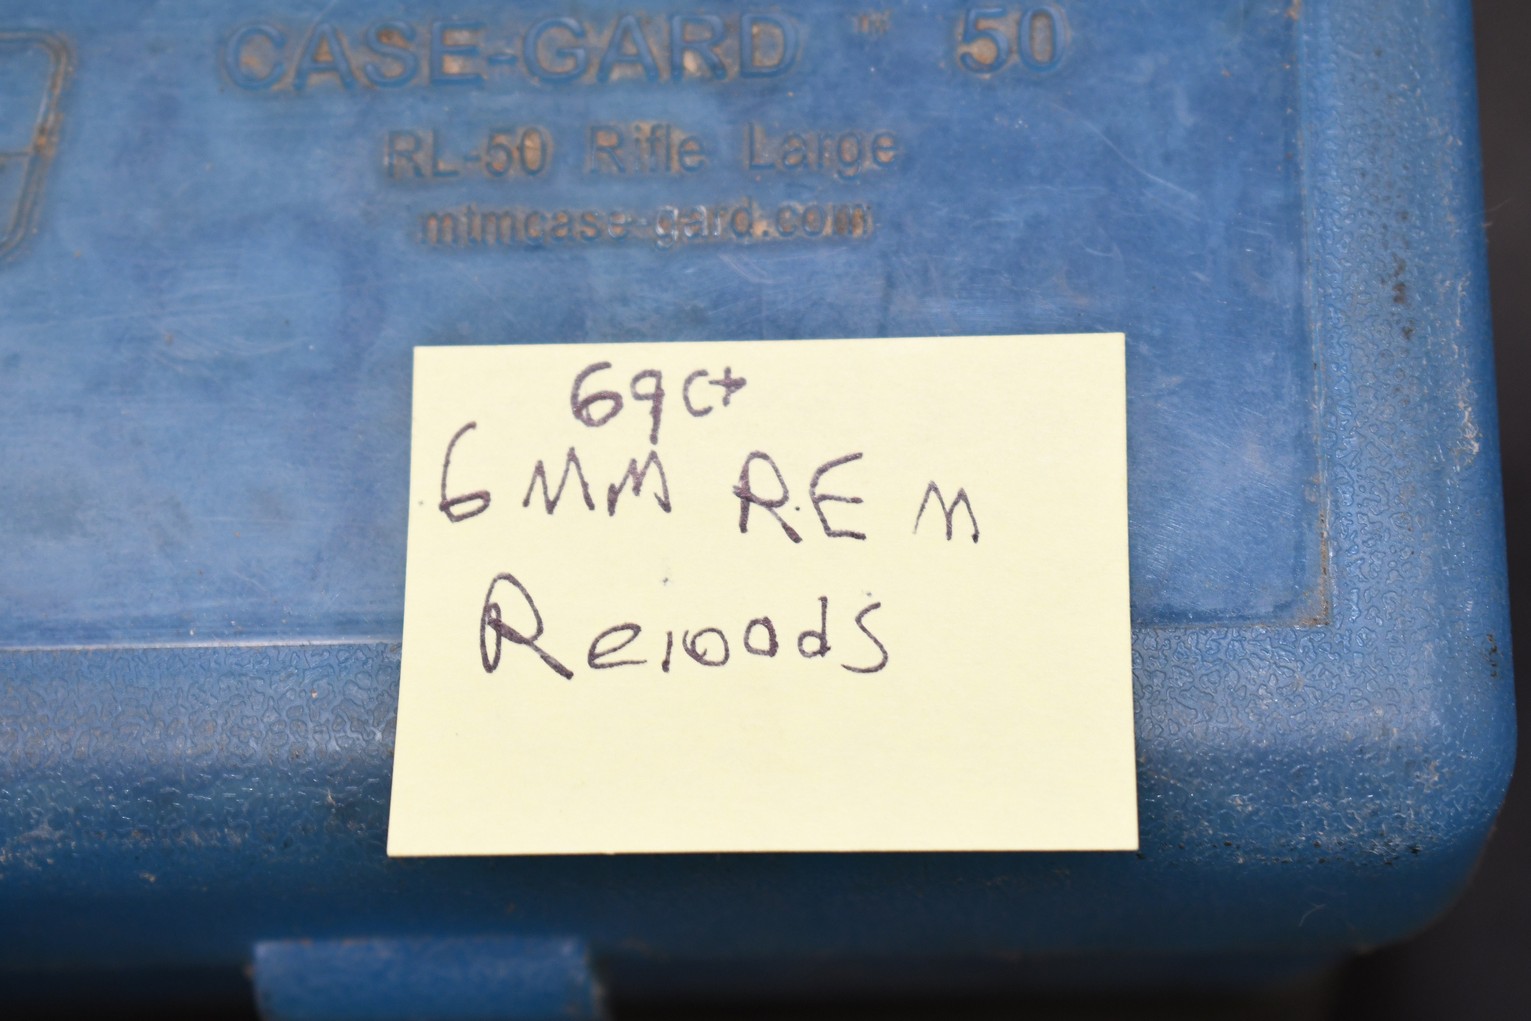 CASE-GARD ™ 50
RL-50 Rifle Large
mtmcase-gard.com
69ct
6MM REM
Reloads